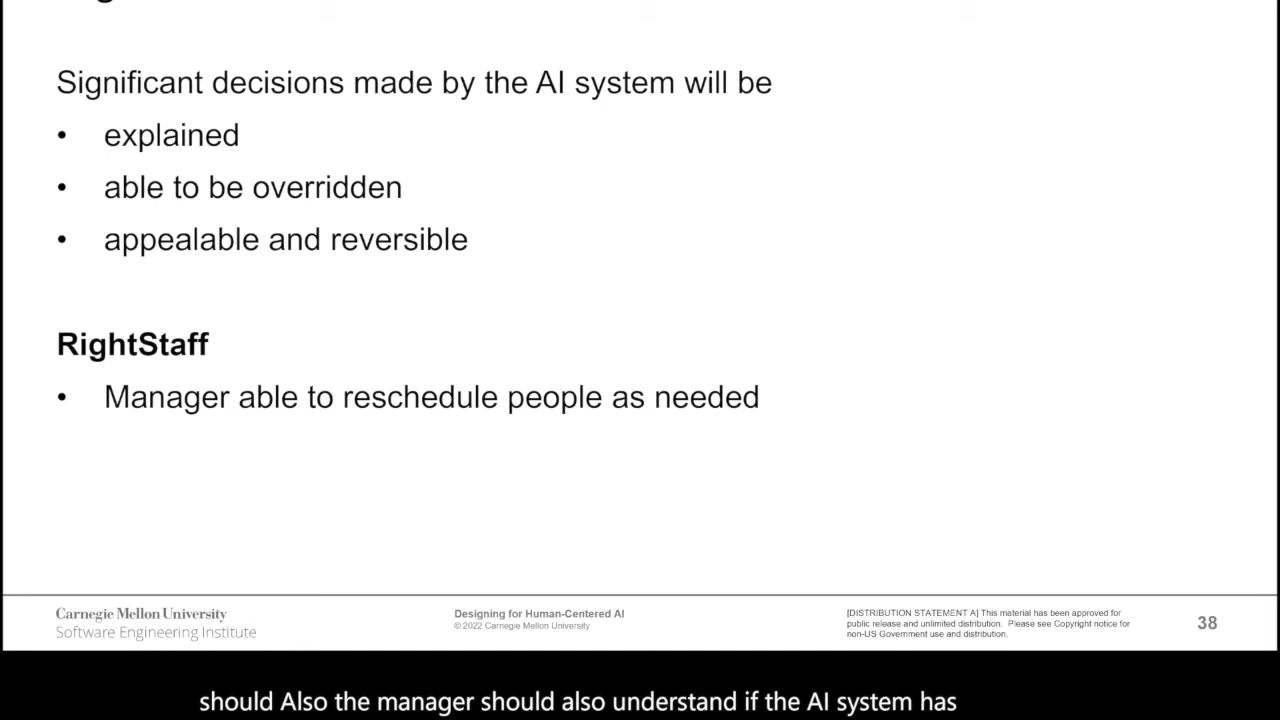 Significant decisions made by the AI system will be
• explained
• able to be overridden
• appealable and reversible
RightStaff
• Manager able to reschedule people as needed
Carnegie Mellon University
Software Engineering Institute
Designing for Human-Centered AI
© 2022 Carnegie Mellon University
[DISTRIBUTION STATEMENT A] This material has been approved for
public release and unlimited distribution. Please see Copyright notice for
non-US Government use and distribution.
38
should Also the manager should also understand if the AI system has